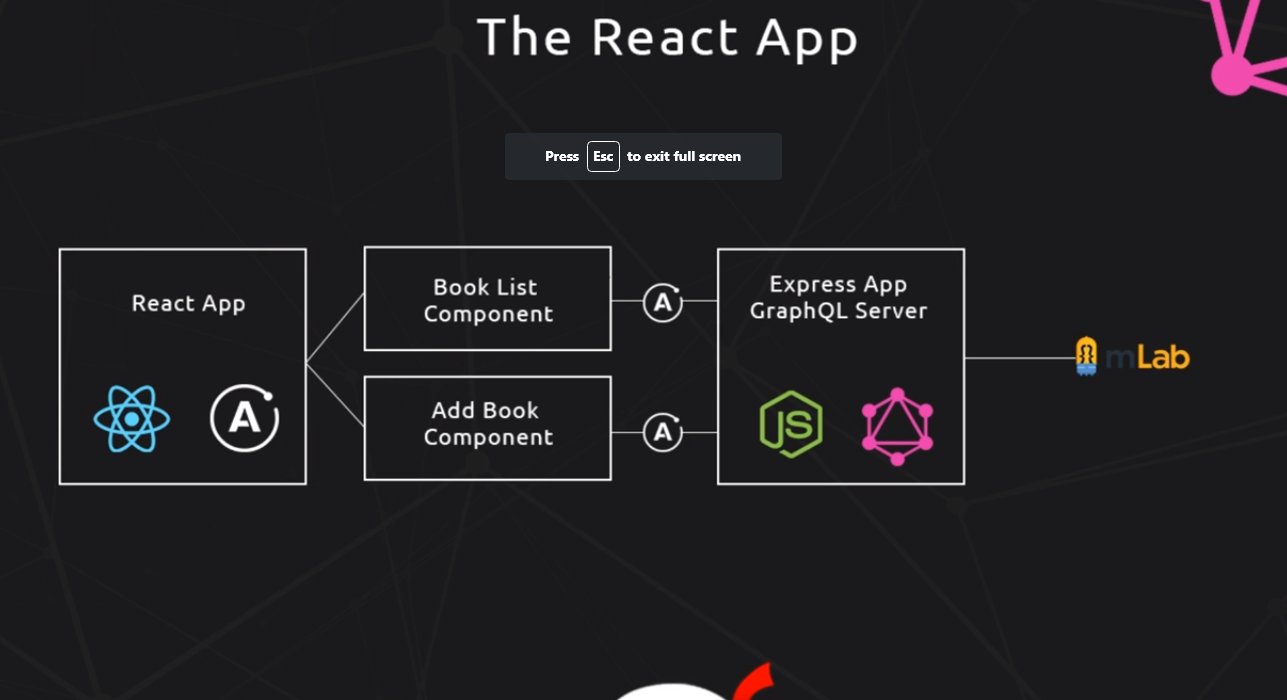 The React App
Press Esc to exit full screen
React App
Book List
Component
A
Express App
GraphQL Server
mLab
A
JS
Add Book
Component
A